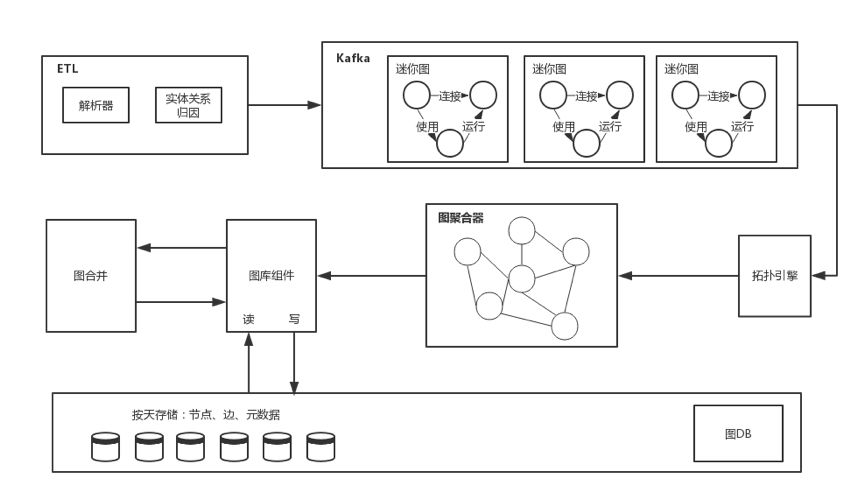 ETL
解析器
实体关系
归因
Kafka
迷你图
连接
使用
运行
迷你图
连接
使用
运行
迷你图
连接
使用
运行
图合并
图库组件
读
写
图聚合器
拓扑引擎
按天存储：节点、边、元数据
图DB